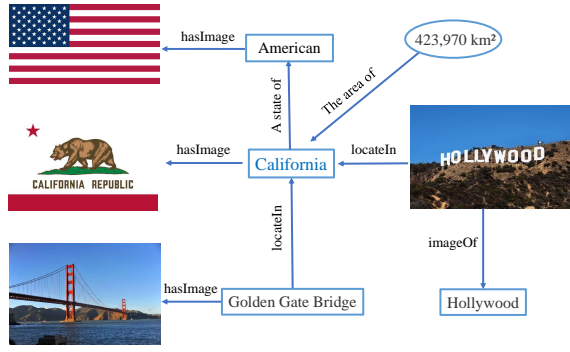 hasImage
American
423,970 km²
The area of
A state of
CALIFORNIA REPUBLIC
hasImage
California
locateIn
HOLLYWOOD
locateIn
imageOf
hasImage
Golden Gate Bridge
Hollywood